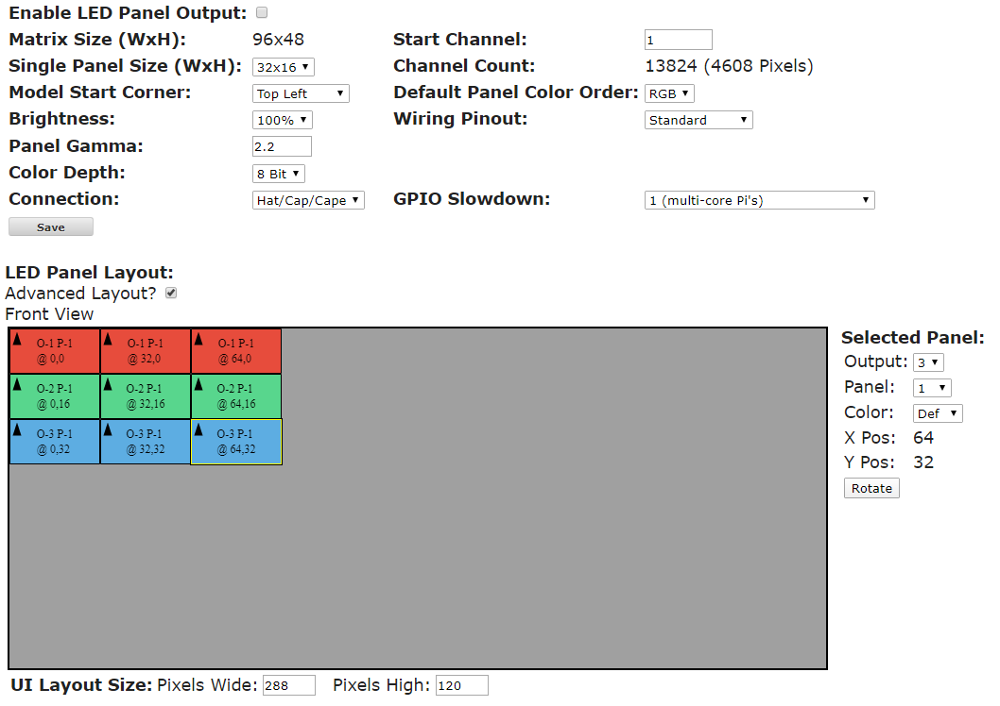 Enable LED Panel Output:
Matrix Size (WxH): 96x48 Start Channel: 1
Single Panel Size (WxH): 32x16 Channel Count: 13824 (4608 Pixels)
Model Start Corner: Top Left Default Panel Color Order: RGB
Brightness: 100% Wiring Pinout: Standard
Panel Gamma: 2.2
Color Depth: 8 Bit
Connection: Hat/Cap/Cape GPIO Slowdown: 1 (multi-core Pi's)
Save
LED Panel Layout:
Advanced Layout?
Front View
O-1 P-1 O-1 P-1 O-1 P-1
@ 0,0 @ 32,0 @ 64,0
O-2 P-1 O-2 P-1 O-2 P-1
@ 0,16 @ 32,16 @ 64,16
O-3 P-1 O-3 P-1 O-3 P-1
@ 0,32 @ 32,32 @ 64,32
Selected Panel:
Output: 3
Panel: 1
Color: Def
X Pos: 64
Y Pos: 32
Rotate
UI Layout Size: Pixels Wide: 288 Pixels High: 120